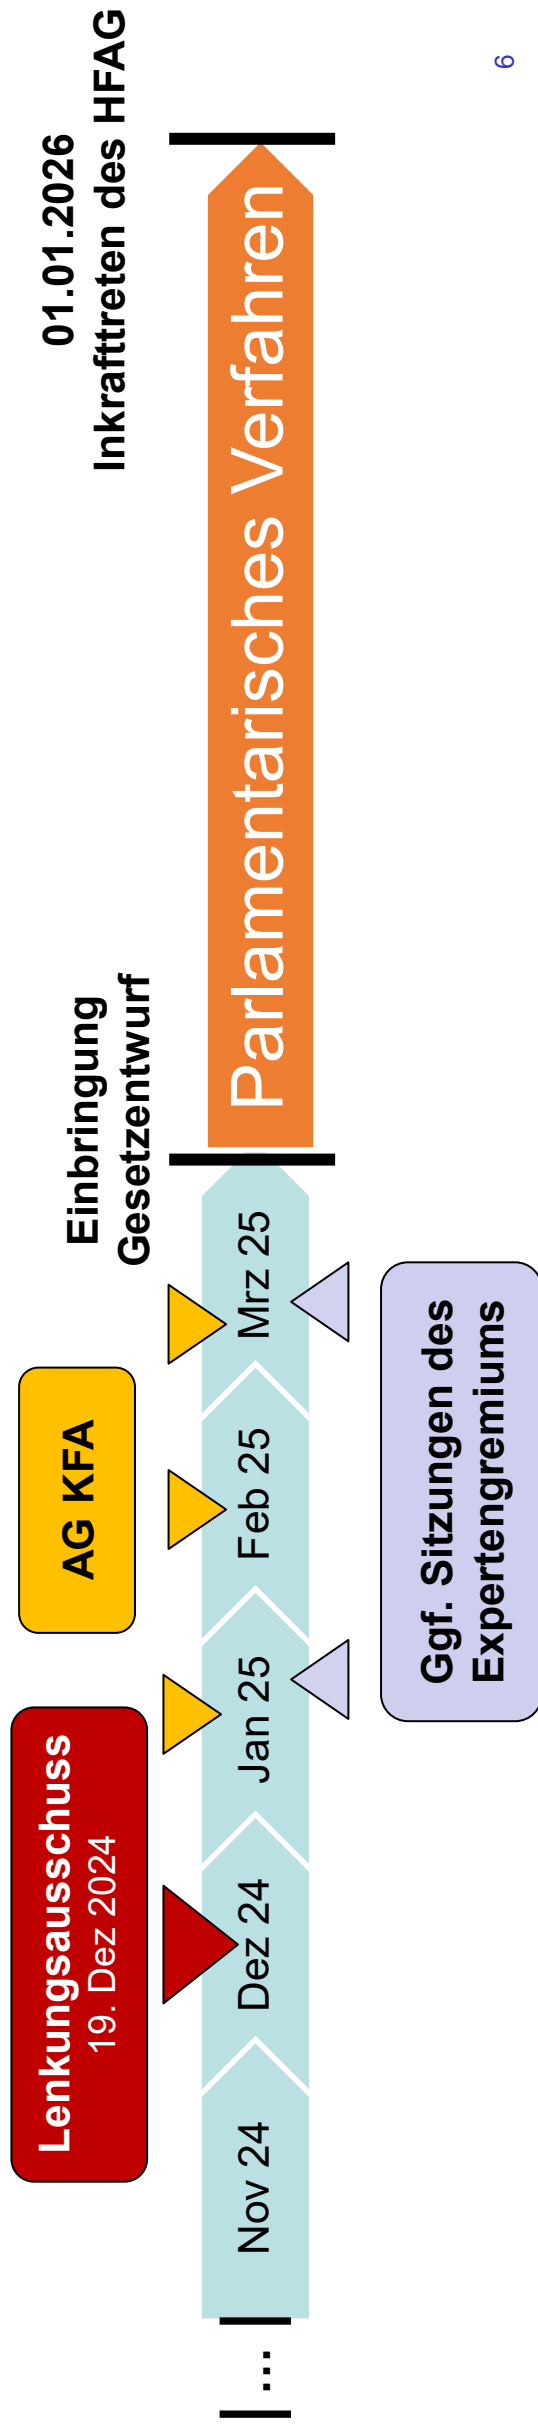 Lenkungsausschuss
19. Dez 2024
AG KFA
Einbringung
Gesetzentwurf
01.01.2026
Inkrafttreten des HFAG
...
Nov 24
Dez 24
Jan 25
Feb 25
Mrz 25
Parlamentarisches Verfahren
Ggf. Sitzungen des
Expertengremiums
6